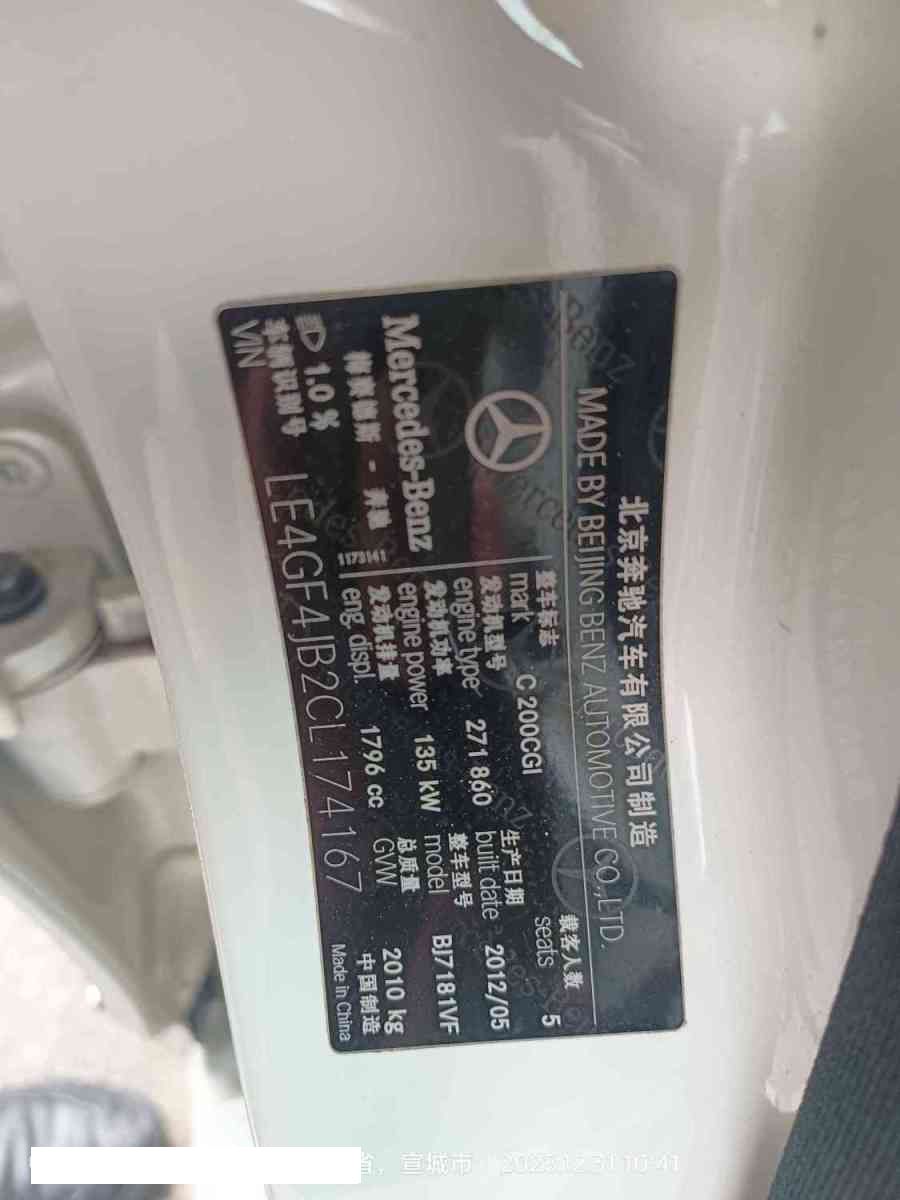 北京奔驰汽车有限公司制造
MADE BY BEIJING BENZ AUTOMOTIVE CO.,LTD.
Mercedes-Benz
梅赛德斯 - 奔驰
1173141
整车标志
mark C 200CGI
载客人数
seats 5
发动机型号
engine type 271 860
生产日期
built date 2012/05
发动机功率
engine power 135 kW
整车型号
model BJ7181VF
发动机排量
eng. displ. 1796 cc
总质量
GVW 2010 kg
1.0 %
车辆识别号
VIN LE4GF4JB2CL174167
中国制造
Made in China
省，宣城市